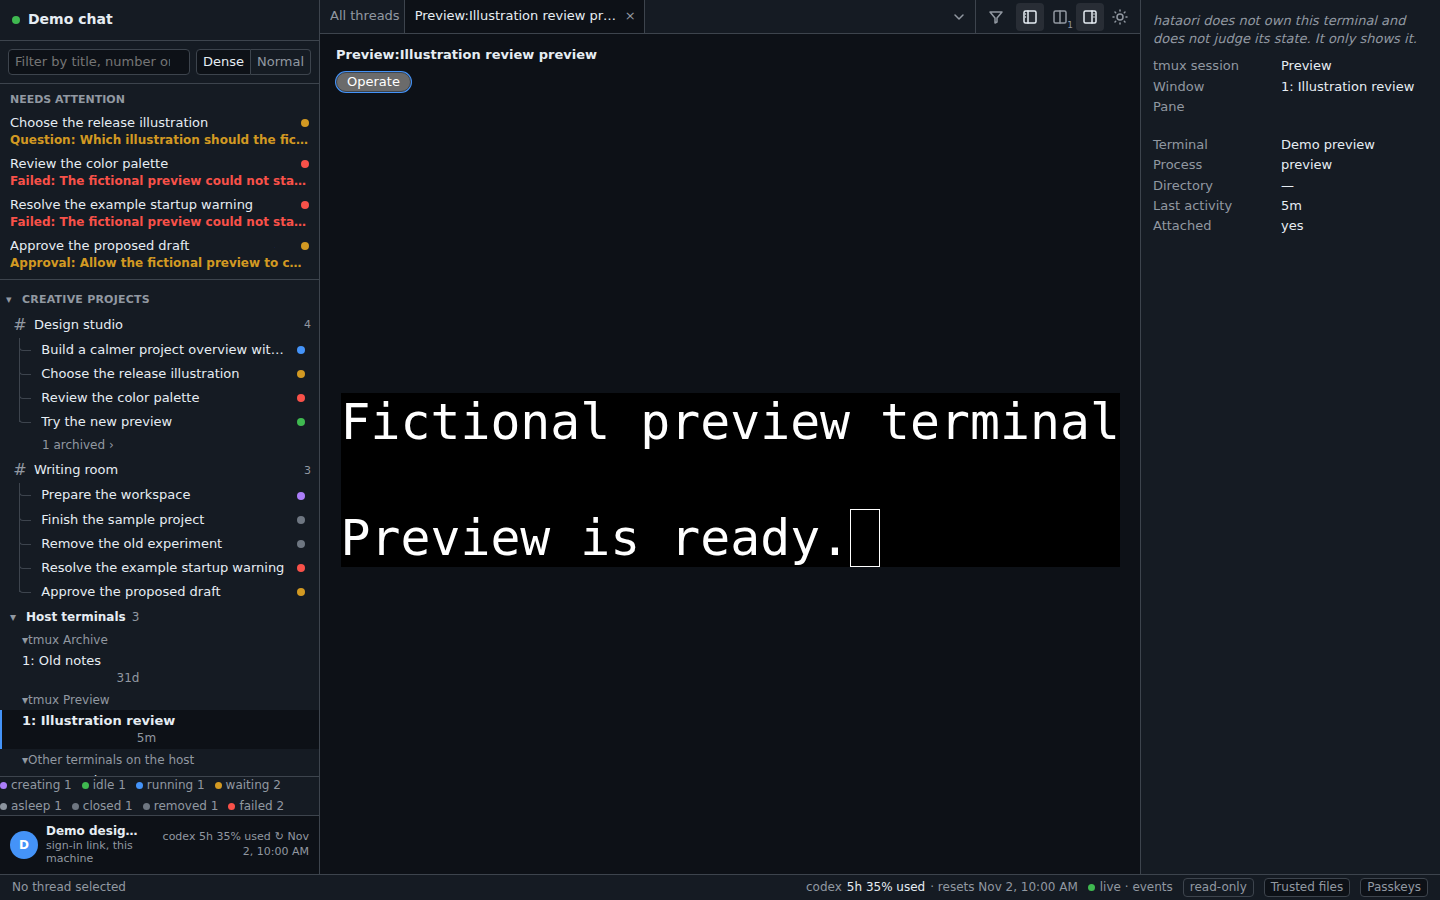 Demo chat
Filter by title, number or
Dense
Normal
NEEDS ATTENTION
Choose the release illustration
Question: Which illustration should the fic…
Review the color palette
Failed: The fictional preview could not sta…
Resolve the example startup warning
Failed: The fictional preview could not sta…
Approve the proposed draft
Approval: Allow the fictional preview to c…
▾ CREATIVE PROJECTS
# Design studio 4
Build a calmer project overview wit…
Choose the release illustration
Review the color palette
Try the new preview
1 archived ›
# Writing room 3
Prepare the workspace
Finish the sample project
Remove the old experiment
Resolve the example startup warning
Approve the proposed draft
▾ Host terminals 3
▾tmux Archive
1: Old notes
31d
▾tmux Preview
1: Illustration review
5m
▾Other terminals on the host
creating 1 idle 1 running 1 waiting 2
asleep 1 closed 1 removed 1 failed 2
D
Demo desig…
sign-in link, this
machine
codex 5h 35% used ↻ Nov
2, 10:00 AM
All threads
Preview:Illustration review pr… ×
1
Preview:Illustration review preview
Operate
Fictional preview terminal
Preview is ready.
hataori does not own this terminal and
does not judge its state. It only shows it.
tmux session Preview
Window 1: Illustration review
Pane
Terminal Demo preview
Process preview
Directory —
Last activity 5m
Attached yes
No thread selected
codex 5h 35% used · resets Nov 2, 10:00 AM
live · events
read-only
Trusted files
Passkeys